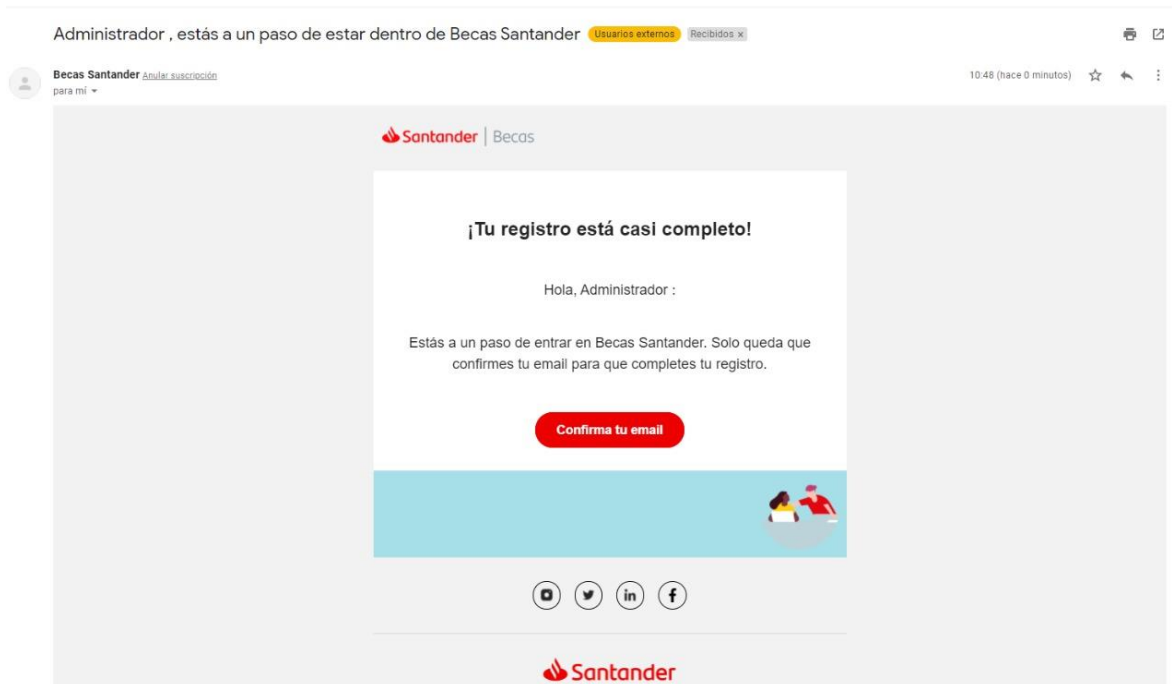 Administrador , estás a un paso de estar dentro de Becas Santander Usuarios externos Recibidos x
Becas Santander Anular suscripción 10:48 (hace 0 minutos)
para mí
Santander | Becas
¡Tu registro está casi completo!
Hola, Administrador :
Estás a un paso de entrar en Becas Santander. Solo queda que
confirmes tu email para que completes tu registro.
Confirma tu email
in f
Santander